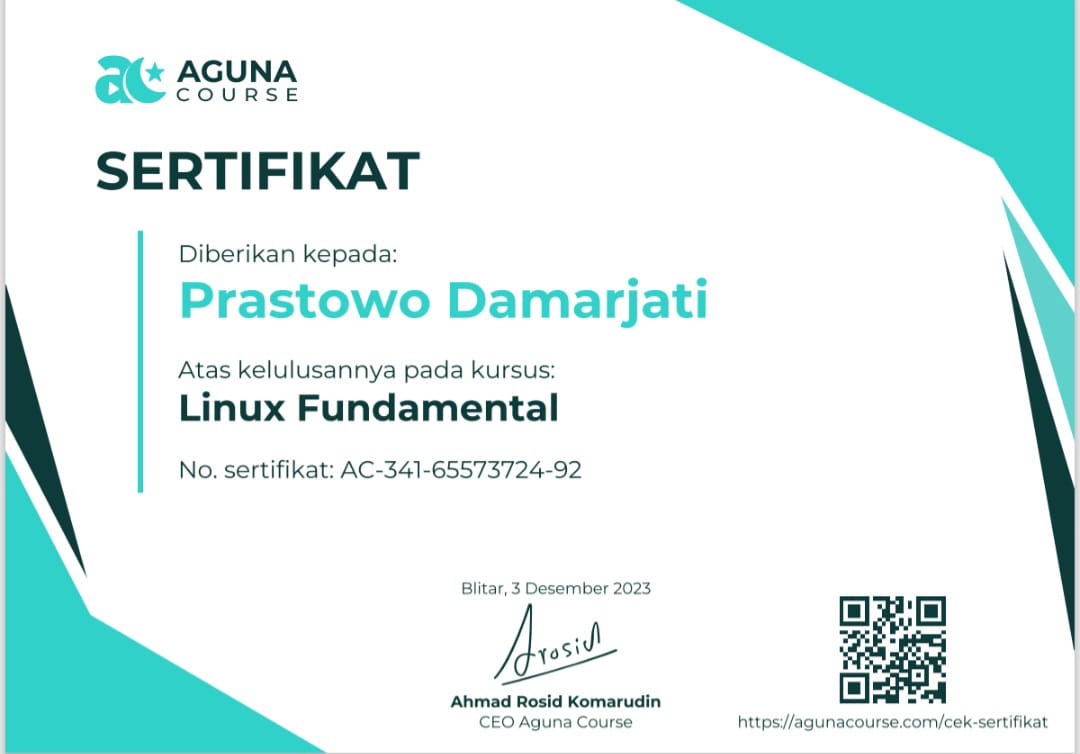 AGUNA
COURSE
SERTIFIKAT
Diberikan kepada:
Prastowo Damarjati
Atas kelulusannya pada kursus:
Linux Fundamental
No. sertifikat: AC-341-65573724-92
Blitar, 3 Desember 2023
Arosid
Ahmad Rosid Komarudin
CEO Aguna Course
https://agunacourse.com/cek-sertifikat